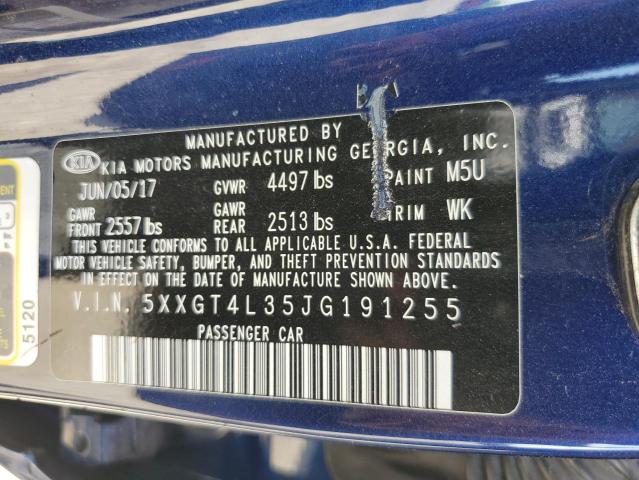 MANUFACTURED BY
KIA KIA MOTORS MANUFACTURING GEORGIA, INC.
JUN/05/17 GVWR 4497 lbs PAINT M5U
GAWR FRONT 2557 lbs GAWR REAR 2513 lbs TRIM WK
THIS VEHICLE CONFORMS TO ALL APPLICABLE U.S.A. FEDERAL
MOTOR VEHICLE SAFETY, BUMPER, AND THEFT PREVENTION STANDARDS
IN EFFECT ON THE DATE OF MANUFACTURE SHOWN ABOVE.
V.I.N. 5XXGT4L35JG191255
PASSENGER CAR
5120